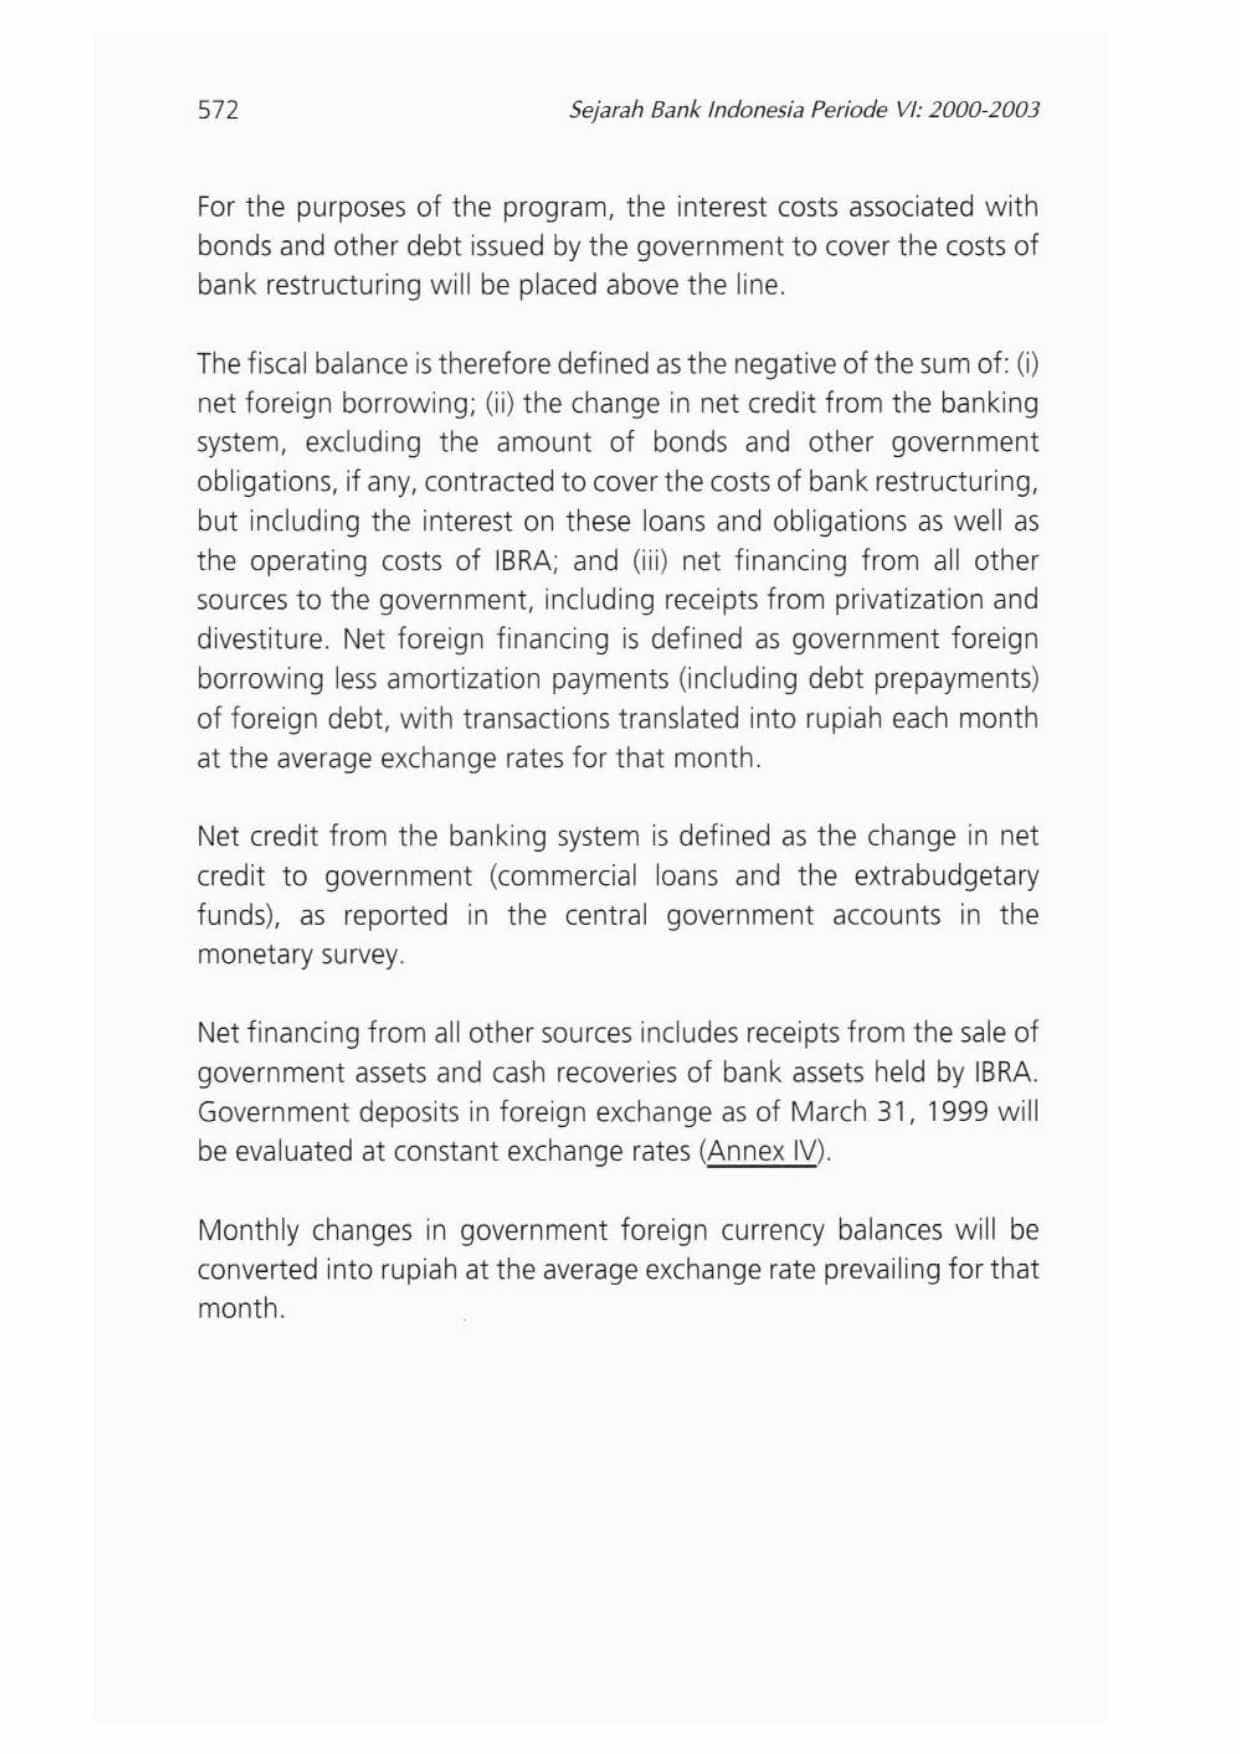 572
Sejarah Bank Indonesia Periode VI: 2000-2003
For the purposes of the program, the interest costs associated with
bonds and other debt issued by the government to cover the costs of
bank restructuring will be placed above the line.
The fiscal balance is therefore defined as the negative of the sum of: (i)
net foreign borrowing; (ii) the change in net credit from the banking
system, excluding the amount of bonds and other government
obligations, if any, contracted to cover the costs of bank restructuring,
but including the interest on these loans and obligations as well as
the operating costs of IBRA; and (iii) net financing from all other
sources to the government, including receipts from privatization and
divestiture. Net foreign financing is defined as government foreign
borrowing less amortization payments (including debt prepayments)
of foreign debt, with transactions translated into rupiah each month
at the average exchange rates for that month.
Net credit from the banking system is defined as the change in net
credit to government (commercial loans and the extrabudgetary
funds), as reported in the central government accounts in the
monetary survey.
Net financing from all other sources includes receipts from the sale of
government assets and cash recoveries of bank assets held by IBRA.
Government deposits in foreign exchange as of March 31, 1999 will
be evaluated at constant exchange rates (Annex IV).
Monthly changes in government foreign currency balances will be
converted into rupiah at the average exchange rate prevailing for that
month.